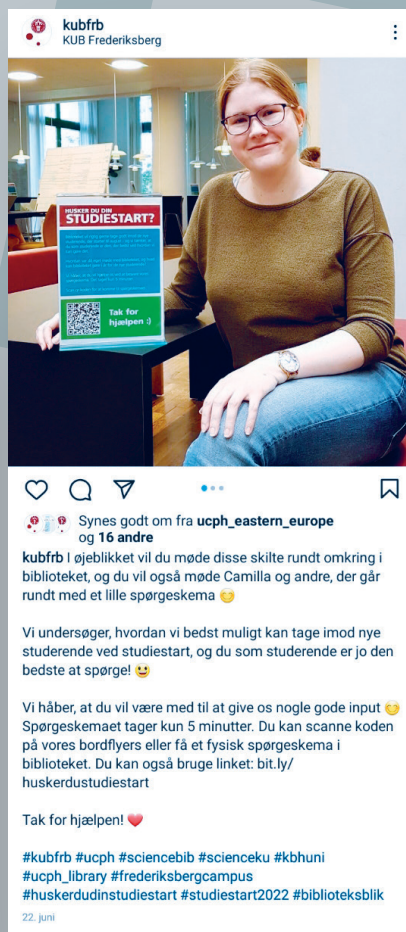 kubfrb
KUB Frederiksberg
HUSKER DU DIN
STUDIESTART?
Tak for
hjælpen :)
Synes godt om fra ucph_eastern_europe
og 16 andre
kubfrb I øjeblikket vil du møde disse skilte rundt omkring i
biblioteket, og du vil også møde Camilla og andre, der går
rundt med et lille spørgeskema 😊
Vi undersøger, hvordan vi bedst muligt kan tage imod nye
studerende ved studiestart, og du som studerende er jo den
bedste at spørge! 😃
Vi håber, at du vil være med til at give os nogle gode input 😊
Spørgeskemaet tager kun 5 minutter. Du kan scanne koden
på vores bordflyers eller få et fysisk spørgeskema i
biblioteket. Du kan også bruge linket: bit.ly/
huskerdustudiestart
Tak for hjælpen! ❤️
#kubfrb #ucph #sciencebib #scienceku #kbhuni
#ucph_library #frederiksbergcampus
#huskerdudinstudiestart #studiestart2022 #biblioteksblik
22. juni